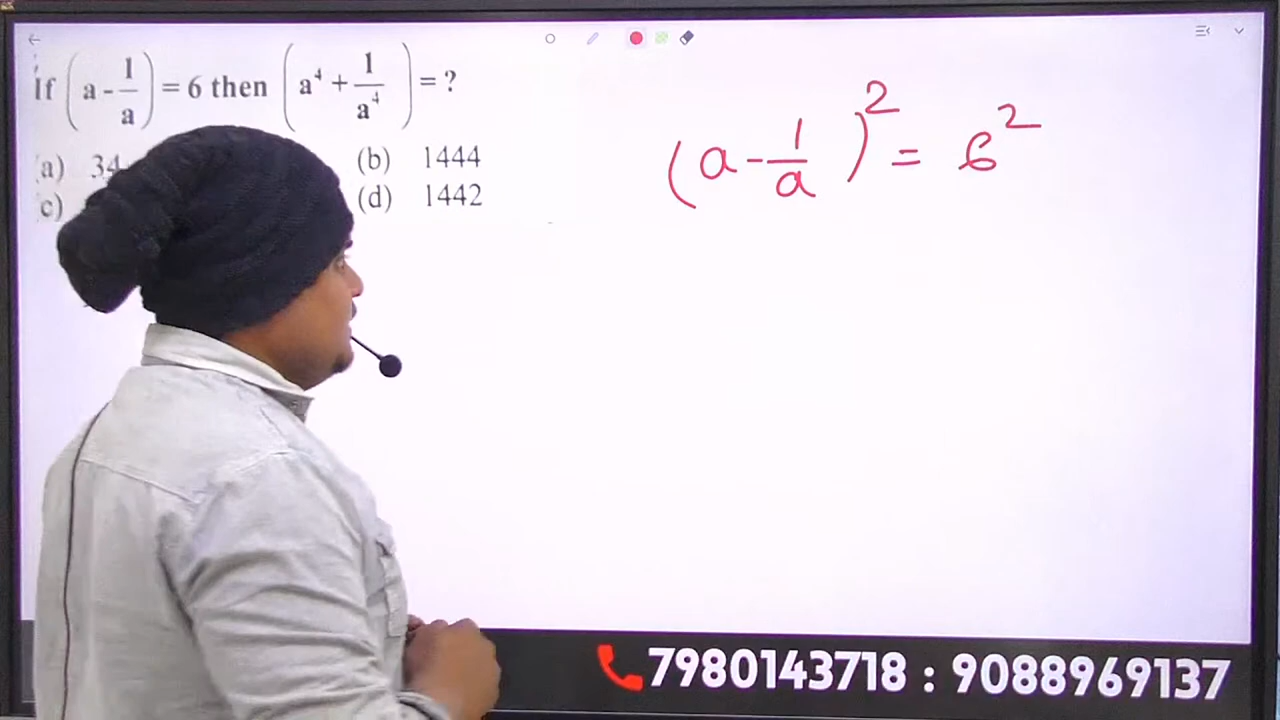 If (a - 1/a) = 6 then (a⁴ + 1/a⁴) = ?
(a) 34
(b) 1444
c)
(d) 1442
(a - 1/a)² = 6²
7980143718 : 9088969137